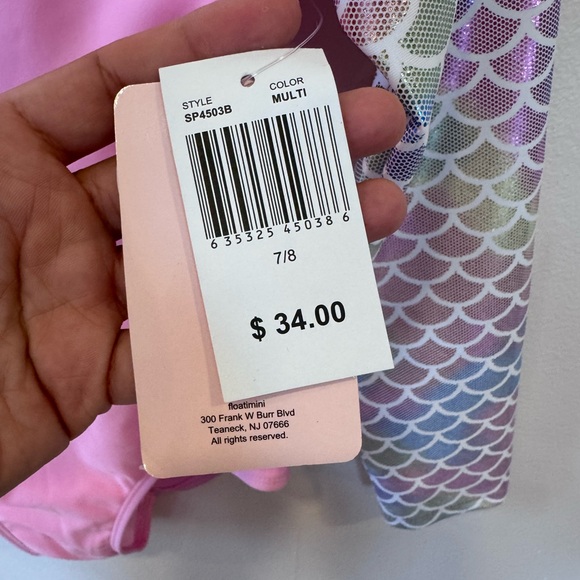 STYLE COLOR
SP4503B MULTI
6 35325 45038 6
7/8
$ 34.00
floatimini
300 Frank W Burr Blvd
Teaneck, NJ 07666
All rights reserved.